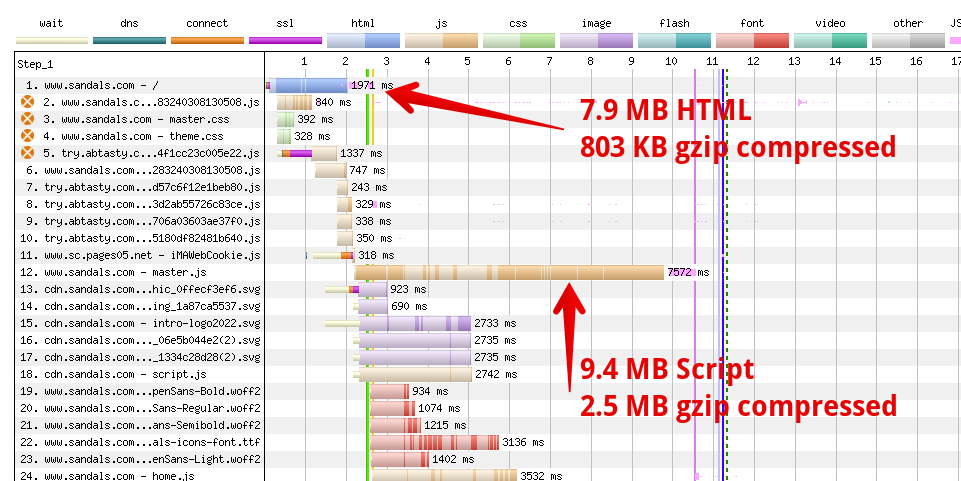 wait dns connect ssl html js css image flash font video other JS
Step_1 1 2 3 4 5 6 7 8 9 10 11 12 13 14 15 16 17
1. www.sandals.com - / 1971 ms
2. www.sandals.c...83240308130508.js 840 ms
3. www.sandals.com - master.css 392 ms
4. www.sandals.com - theme.css 328 ms
5. try.abtasty.c...4f1cc23c005e22.js 1337 ms
6. www.sandals.com...283240308130508.js 747 ms
7. try.abtasty.com...d57c6f12e1beb80.js 243 ms
8. try.abtasty.com...3d2ab55726c83ce.js 329 ms
9. try.abtasty.com...706a03603ae37f0.js 338 ms
10. try.abtasty.com...5180df82481b640.js 350 ms
11. www.sc.pages05.net - iMAWebCookie.js 318 ms
12. www.sandals.com - master.js 7572 ms
13. cdn.sandals.com...hic_0ffecf3ef6.svg 923 ms
14. cdn.sandals.com...ing_1a87ca5537.svg 690 ms
15. cdn.sandals.com - intro-logo2022.svg 2733 ms
16. cdn.sandals.com..._06e5b044e2(2).svg 2735 ms
17. cdn.sandals.com..._1334c28d28(2).svg 2735 ms
18. cdn.sandals.com - script.js 2742 ms
19. www.sandals.com...penSans-Bold.woff2 934 ms
20. www.sandals.com...Sans-Regular.woff2 1074 ms
21. www.sandals.com...ans-Semibold.woff2 1215 ms
22. www.sandals.com...als-icons-font.ttf 3136 ms
23. www.sandals.com...enSans-Light.woff2 1402 ms
24. www.sandals.com - home.js 3532 ms
7.9 MB HTML
803 KB gzip compressed
9.4 MB Script
2.5 MB gzip compressed